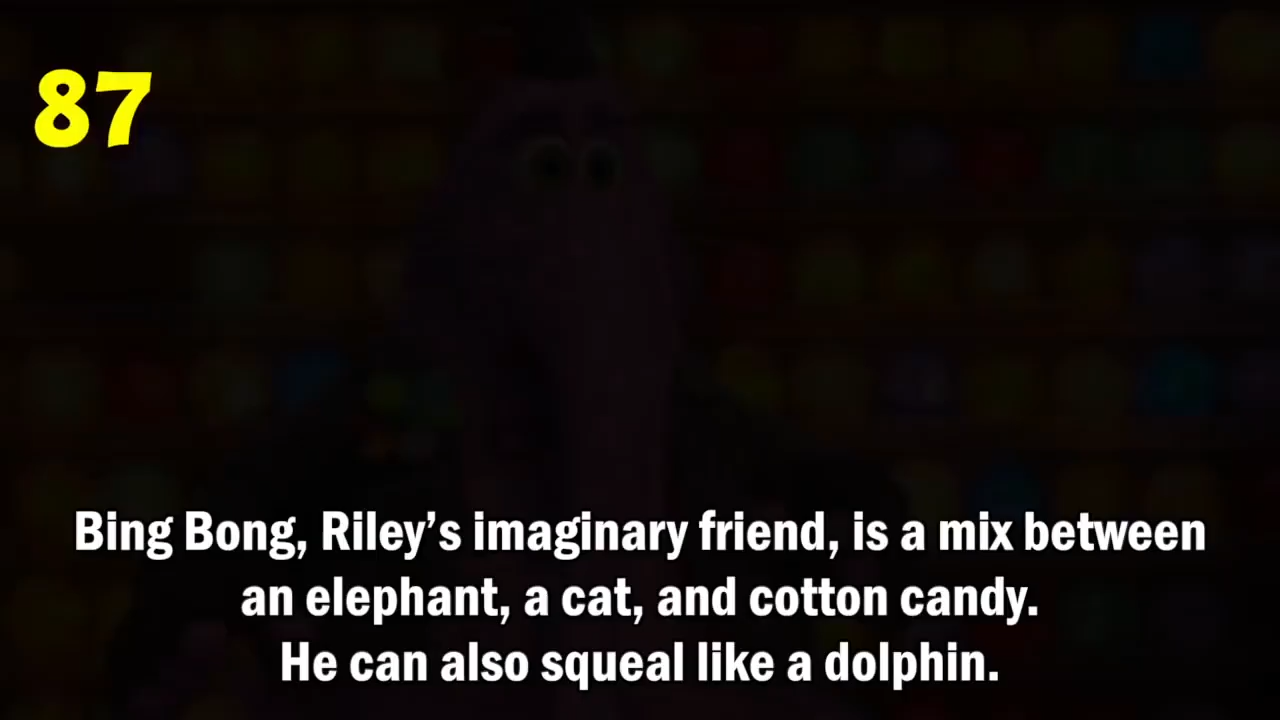 87
Bing Bong, Riley’s imaginary friend, is a mix between
an elephant, a cat, and cotton candy.
He can also squeal like a dolphin.